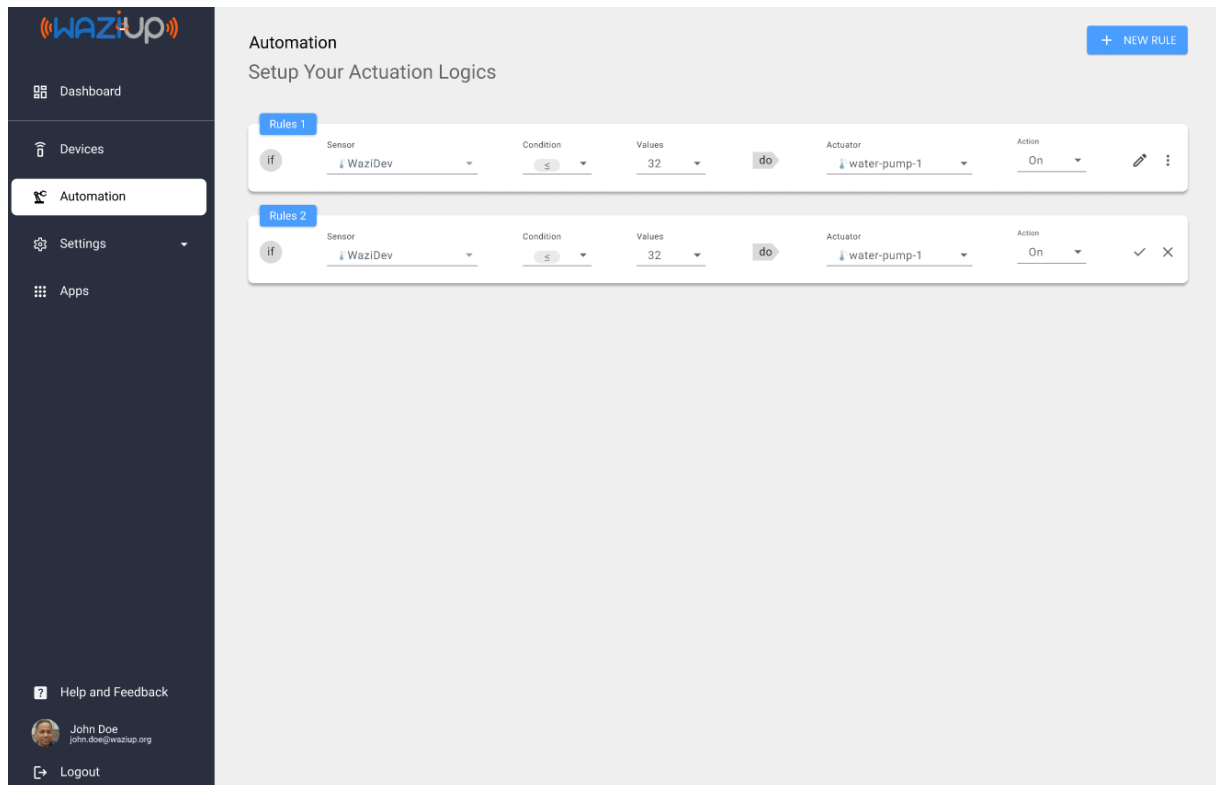 waziup
Dashboard
Devices
Automation
Settings
Apps
Help and Feedback
John Doe
john.doe@waziup.org
Logout
Automation
Setup Your Actuation Logics
+ NEW RULE
Rules 1
if
Sensor
WaziDev
Condition
≤
Values
32
do
Actuator
water-pump-1
Action
On
Rules 2
if
Sensor
WaziDev
Condition
≤
Values
32
do
Actuator
water-pump-1
Action
On